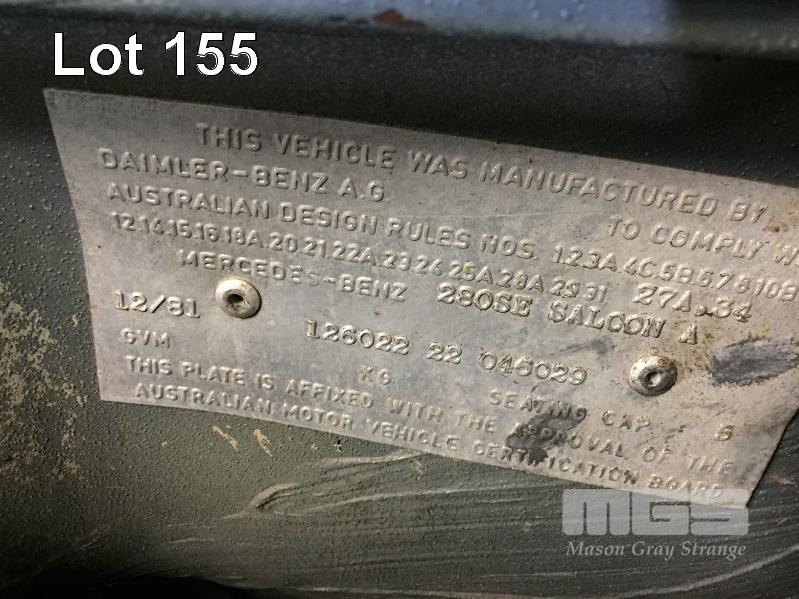 Lot 155
THIS VEHICLE WAS MANUFACTURED BY
DAIMLER-BENZ A.G. TO COMPLY W
AUSTRALIAN DESIGN RULES NOS. 1.2.3A.4C.5B.6.7.8.10B
12.14.15.16.18A.20.21.22A.23.24.25A.28A.29.31 27A.34
MERCEDES-BENZ 280SE SALOON A
12/81 126022 22 046029
GVM KG SEATING CAP 5
THIS PLATE IS AFFIXED WITH THE APPROVAL OF THE
AUSTRALIAN MOTOR VEHICLE CERTIFICATION BOARD
MGS
Mason Gray Strange